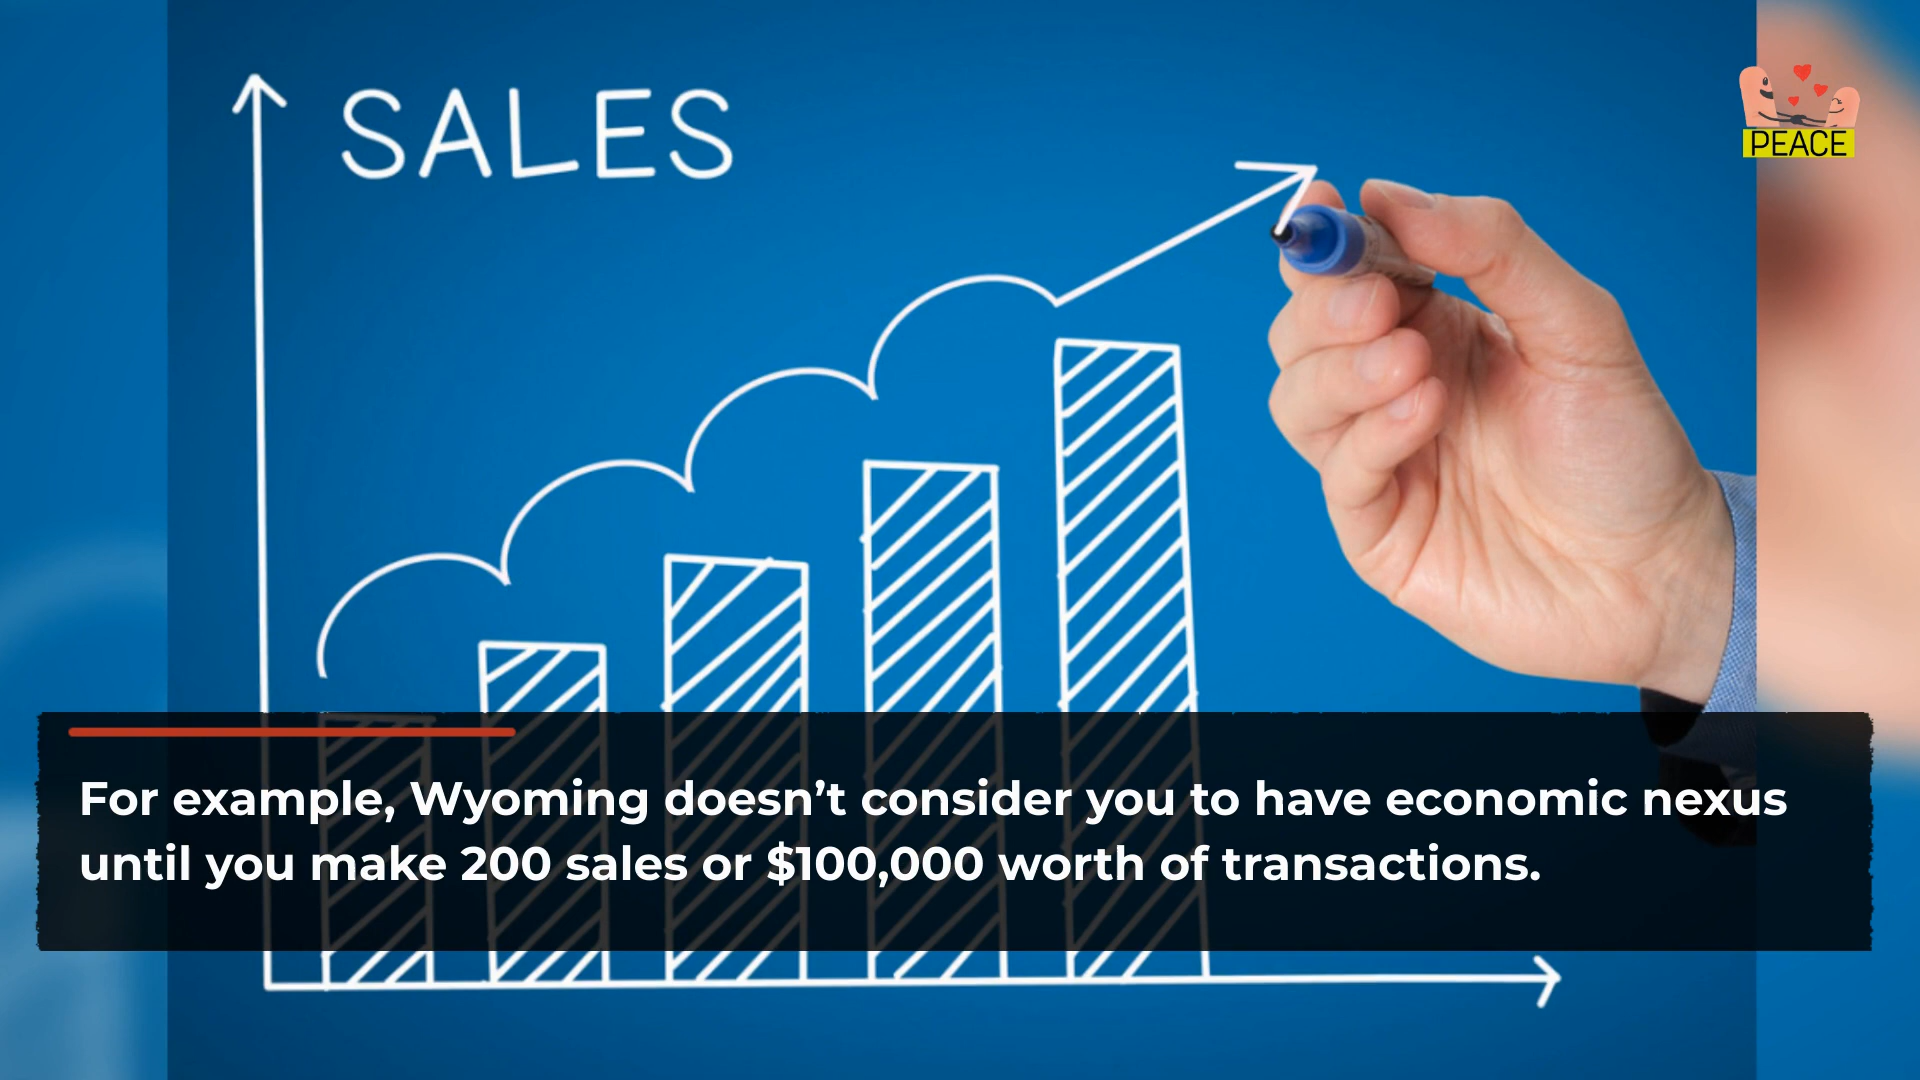 SALES
PEACE
For example, Wyoming doesn’t consider you to have economic nexus
until you make 200 sales or $100,000 worth of transactions.